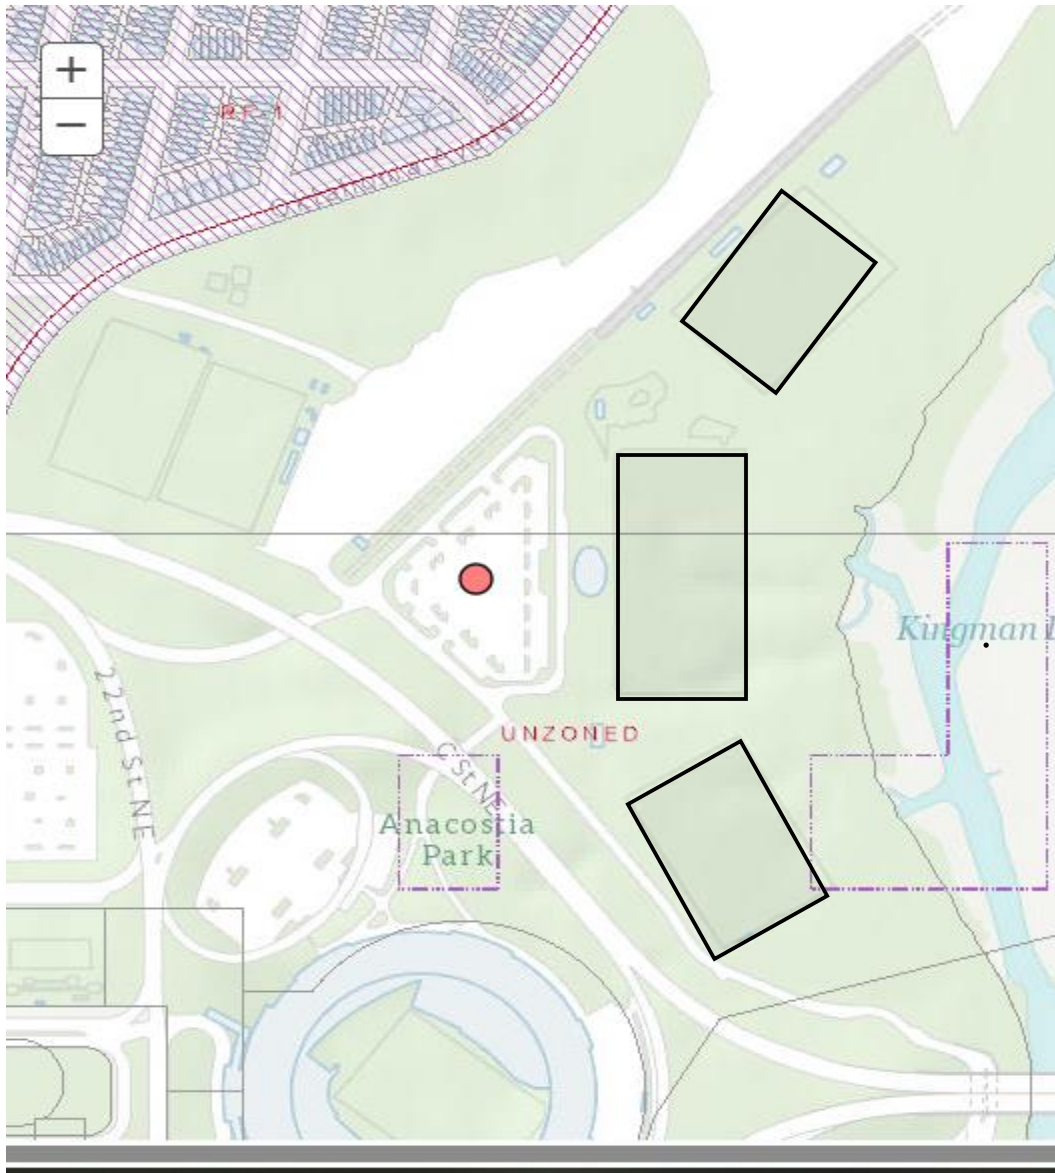 +
−
RF-1
Kingman
22nd St NE
UNZONED
C St NE
Anacostia
Park